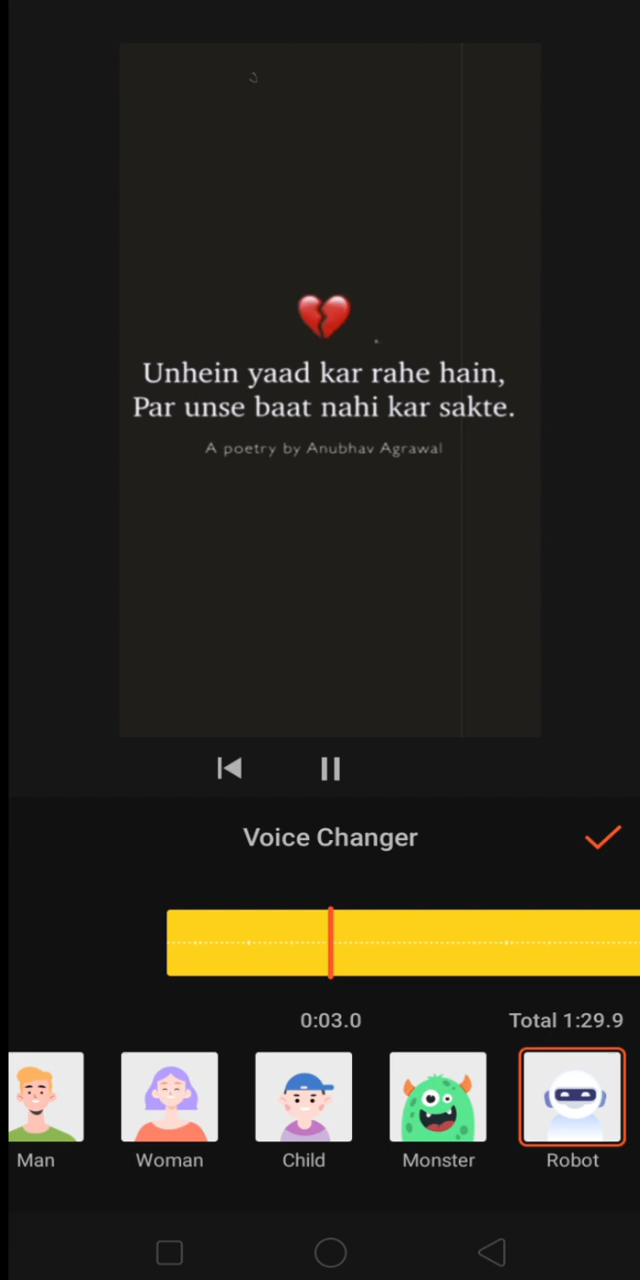 Unhein yaad kar rahe hain,
Par unse baat nahi kar sakte.
A poetry by Anubhav Agrawal
Voice Changer
0:03.0
Total 1:29.9
Man
Woman
Child
Monster
Robot